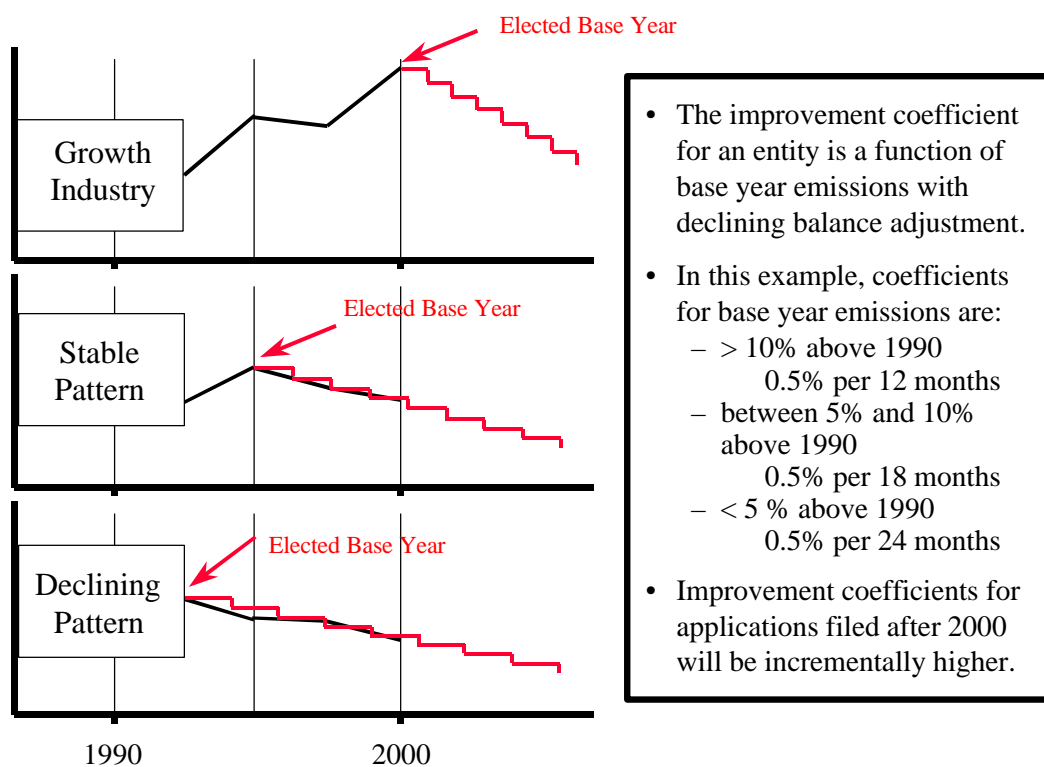 Elected Base Year
Growth
Industry
Elected Base Year
Stable
Pattern
Elected Base Year
Declining
Pattern
1990
2000
• The improvement coefficient
for an entity is a function of
base year emissions with
declining balance adjustment.
• In this example, coefficients
for base year emissions are:
– > 10% above 1990
0.5% per 12 months
– between 5% and 10%
above 1990
0.5% per 18 months
– < 5 % above 1990
0.5% per 24 months
• Improvement coefficients for
applications filed after 2000
will be incrementally higher.